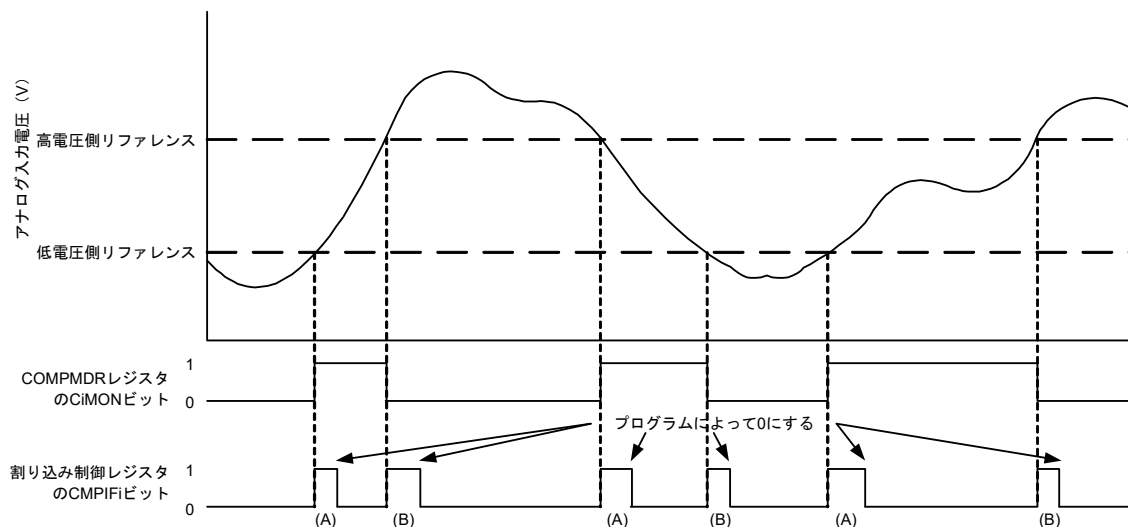 アナログ入力電圧（V）
高電圧側リファレンス
低電圧側リファレンス
COMPMDRレジスタ
のCiMONビット
1
0
プログラムによって0にする
割り込み制御レジスタ
のCMPIFiビット
1
0
(A)
(B)
(A)
(B)
(A)
(B)